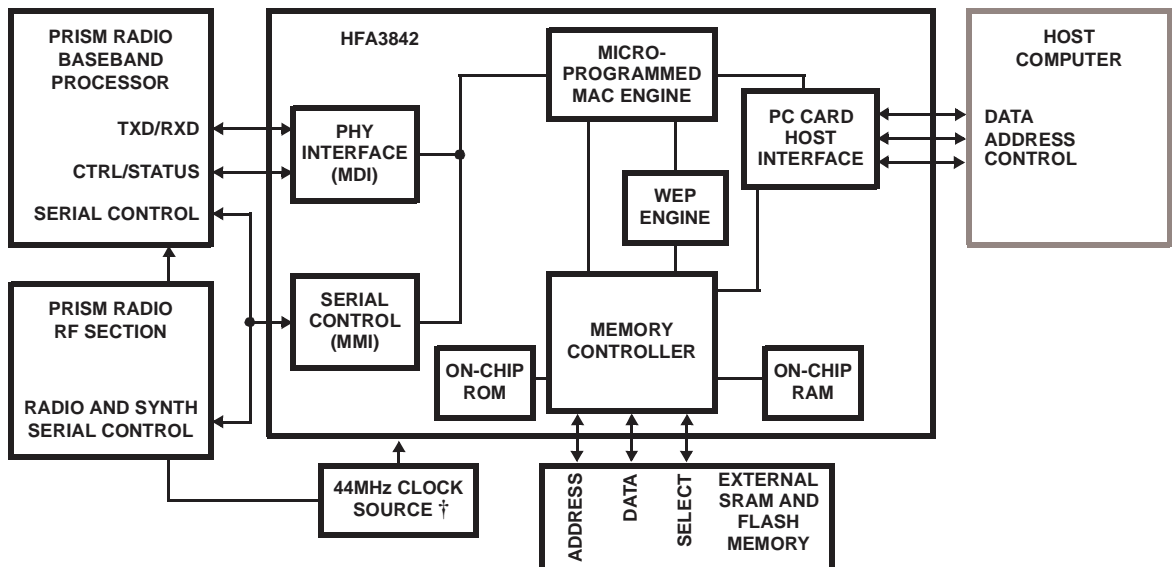 PRISM RADIO
BASEBAND
PROCESSOR
TXD/RXD
CTRL/STATUS
SERIAL CONTROL
PRISM RADIO
RF SECTION
RADIO AND SYNTH
SERIAL CONTROL
HFA3842
PHY
INTERFACE
(MDI)
SERIAL
CONTROL
(MMI)
MICRO-
PROGRAMMED
MAC ENGINE
WEP
ENGINE
PC CARD
HOST
INTERFACE
MEMORY
CONTROLLER
ON-CHIP
ROM
ON-CHIP
RAM
HOST
COMPUTER
DATA
ADDRESS
CONTROL
44MHz CLOCK
SOURCE †
ADDRESS
DATA
SELECT
EXTERNAL
SRAM AND
FLASH
MEMORY